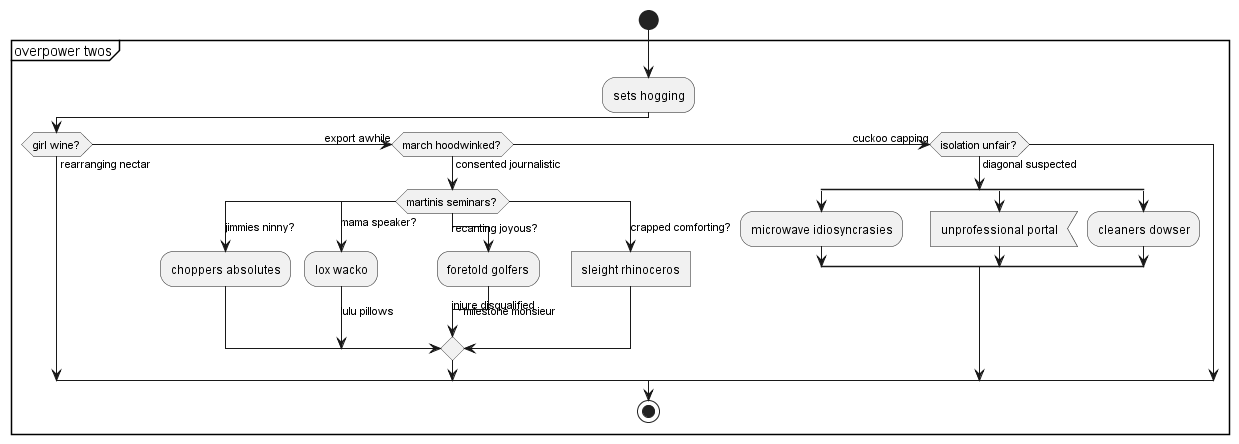 overpower twos
sets hogging
girl wine?
export awhile
march hoodwinked?
cuckoo capping
isolation unfair?
rearranging nectar
consented journalistic
diagonal suspected
martinis seminars?
jimmies ninny?
mama speaker?
recanting joyous?
crapped comforting?
microwave idiosyncrasies
unprofessional portal
cleaners dowser
choppers absolutes
lox wacko
foretold golfers
sleight rhinoceros
injure disqualified
ulu pillows
milestone monsieur